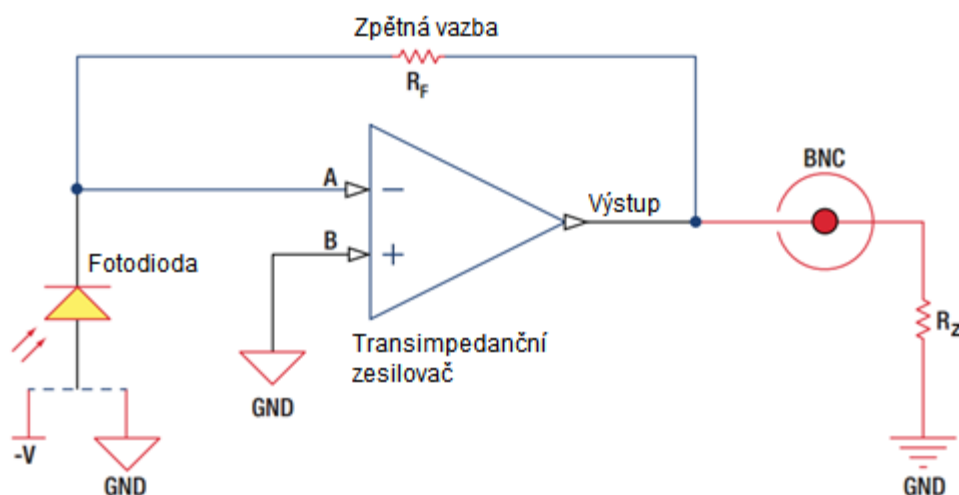 Zpětná vazba
R_F
BNC
A
−
Výstup
B
+
Fotodioda
R_Z
Transimpedanční
zesilovač
GND
-V
GND
GND